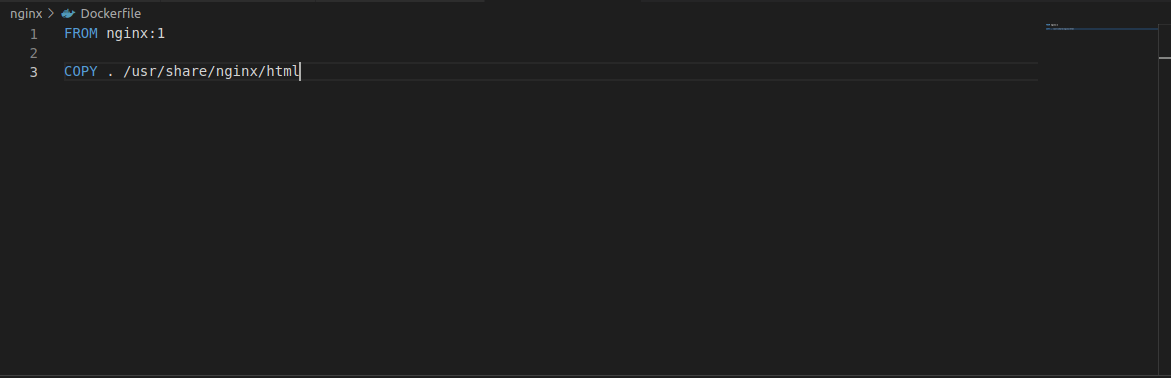 nginx > Dockerfile
1 FROM nginx:1
2
3 COPY . /usr/share/nginx/html